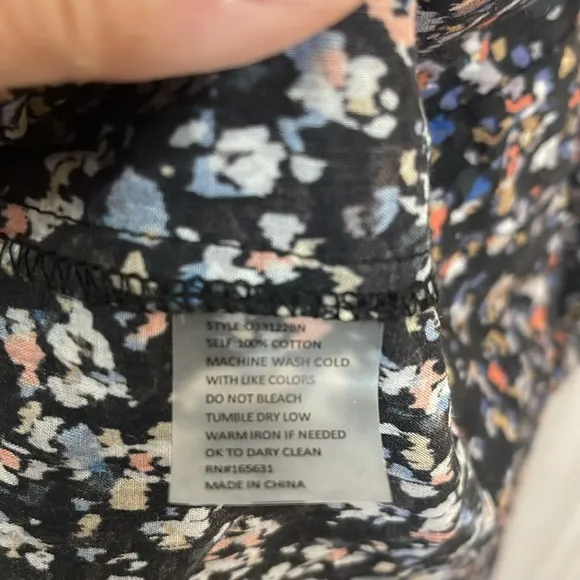 STYLE:
SELF:100% COTTON
MACHINE WASH COLD
WITH LIKE COLORS
DO NOT BLEACH
TUMBLE DRY LOW
WARM IRON IF NEEDED
OK TO DARY CLEAN
RN#165631
MADE IN CHINA